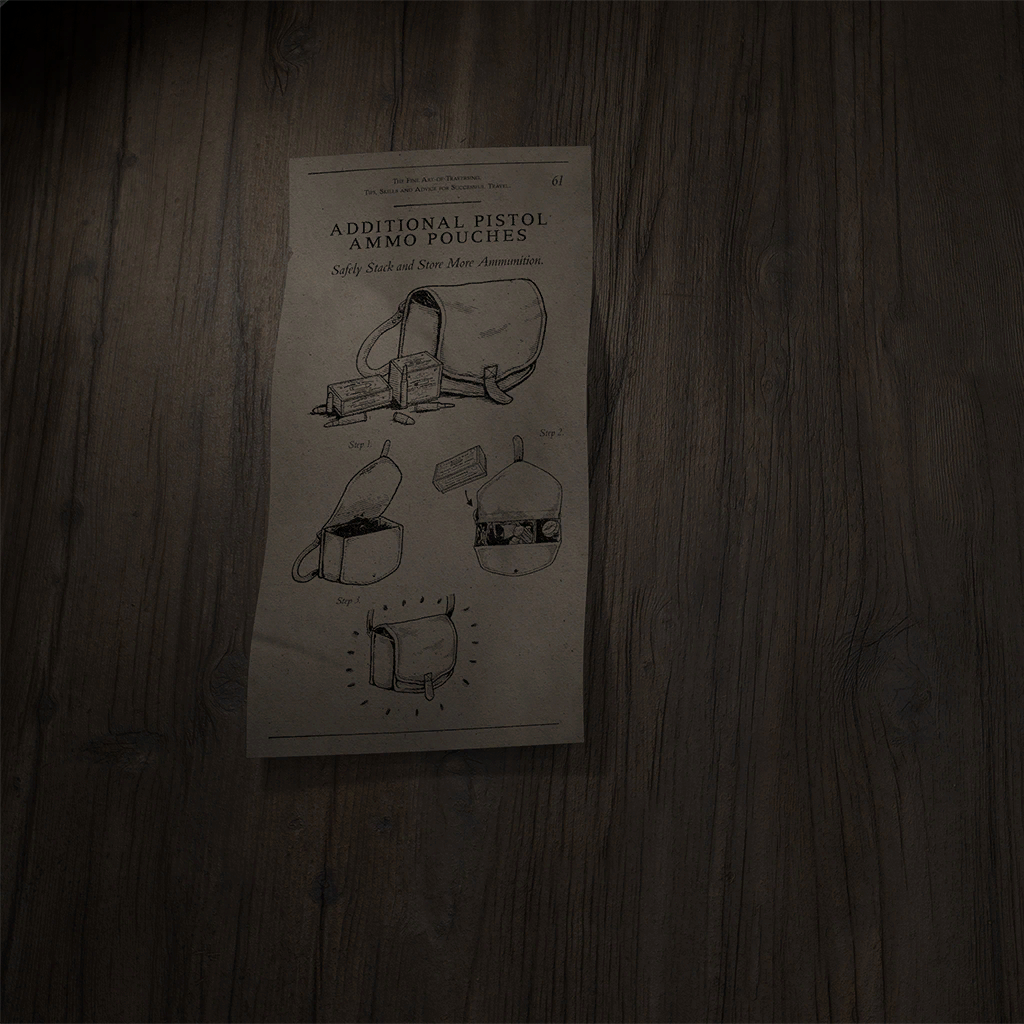 The Fine Art of Trapping,
61
Tips, Skills and Advice for Successful Travel.
ADDITIONAL PISTOL
AMMO POUCHES
Safely Stack and Store More Ammunition.
Step 1.
Step 2.
Step 3.